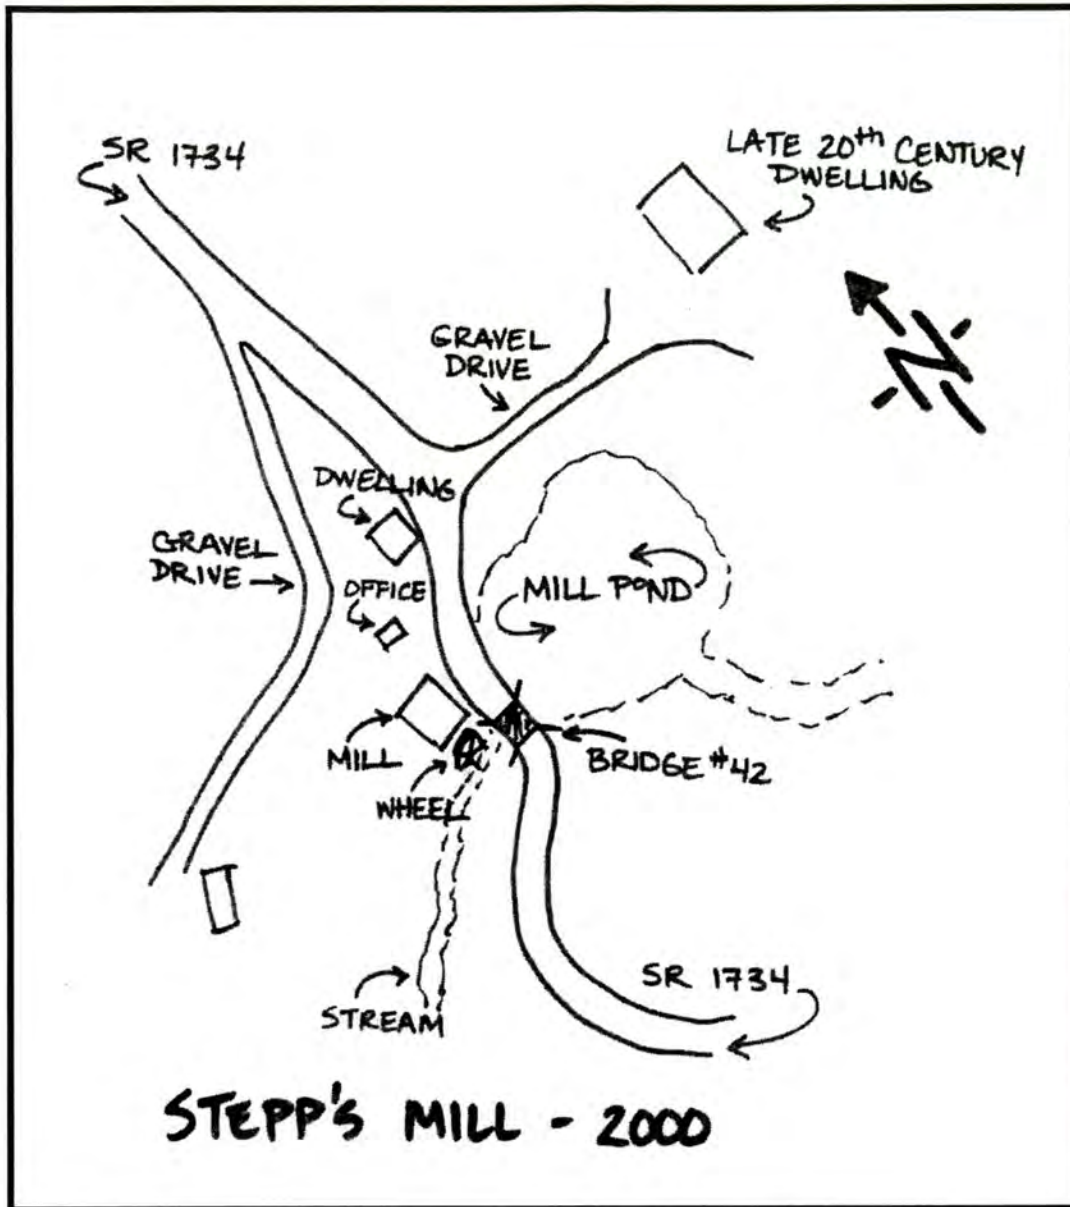 SR 1734
LATE 20th CENTURY
DWELLING
GRAVEL
DRIVE
N
DWELLING
GRAVEL
DRIVE
OFFICE
MILL POND
MILL
BRIDGE #42
WHEEL
SR 1734
STREAM
STEPP'S MILL - 2000